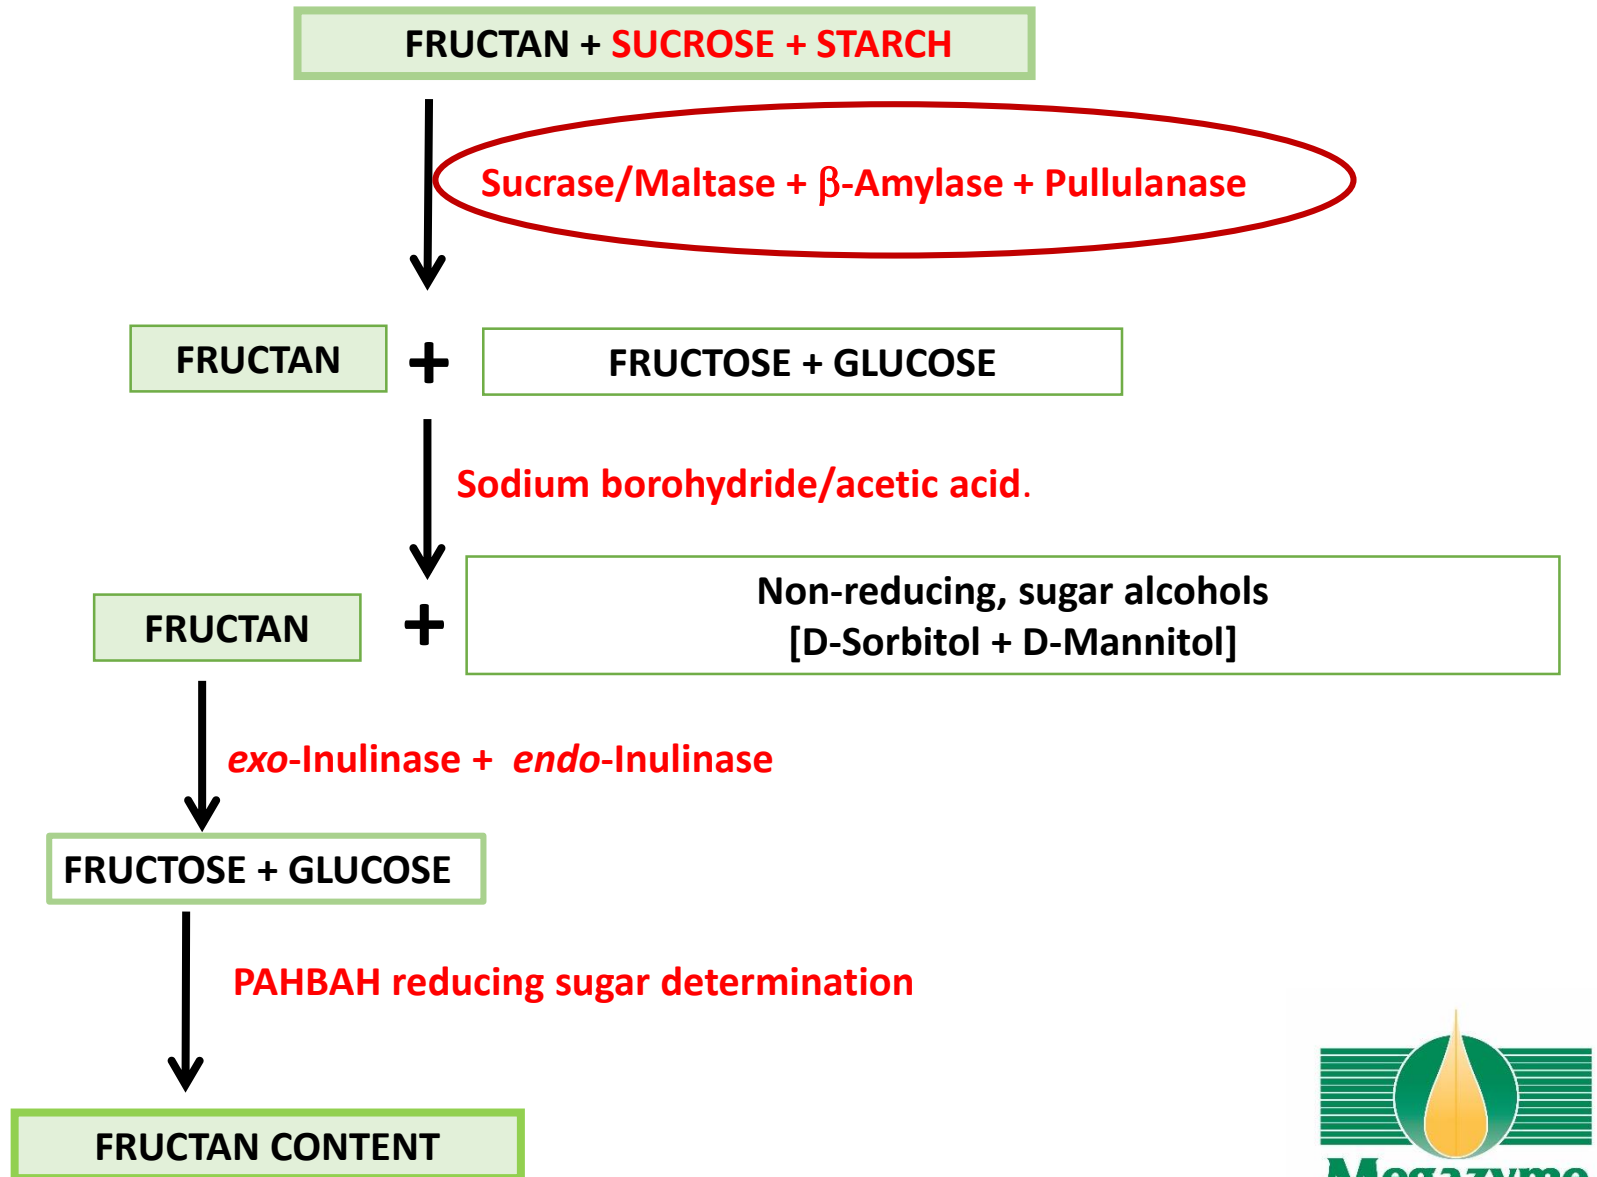 FRUCTAN + SUCROSE + STARCH
Sucrase/Maltase + β-Amylase + Pullulanase
FRUCTAN + FRUCTOSE + GLUCOSE
Sodium borohydride/acetic acid.
Non-reducing, sugar alcohols
FRUCTAN + [D-Sorbitol + D-Mannitol]
exo-Inulinase + endo-Inulinase
FRUCTOSE + GLUCOSE
PAHBAH reducing sugar determination
FRUCTAN CONTENT
Megazyme